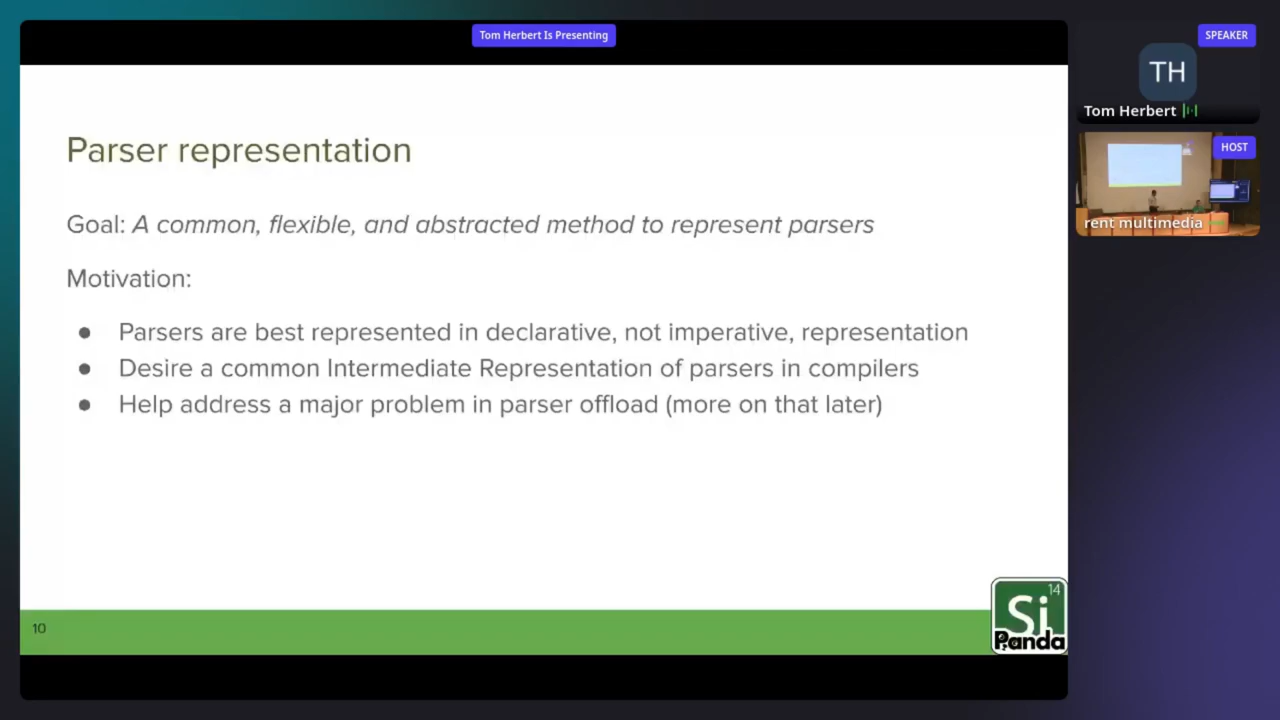 Tom Herbert Is Presenting
SPEAKER
TH
Tom Herbert
HOST
rent multimedia
Parser representation
Goal: A common, flexible, and abstracted method to represent parsers
Motivation:
● Parsers are best represented in declarative, not imperative, representation
● Desire a common Intermediate Representation of parsers in compilers
● Help address a major problem in parser offload (more on that later)
10
14
Si
Panda